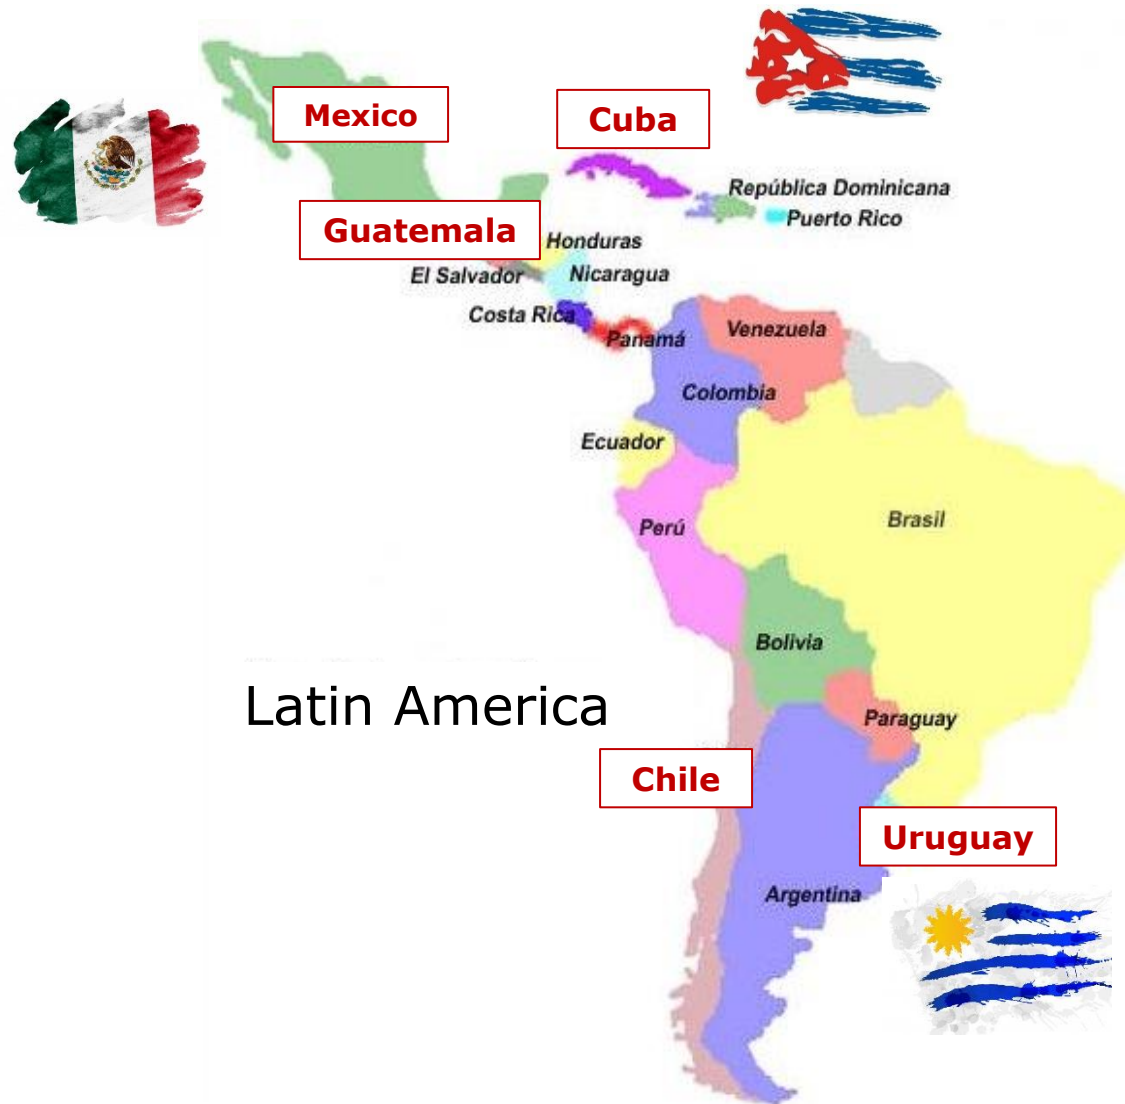 Mexico
Cuba
República Dominicana
Puerto Rico
Guatemala
Honduras
El Salvador
Nicaragua
Costa Rica
Panamá
Venezuela
Colombia
Ecuador
Brasil
Perú
Bolivia
Latin America
Paraguay
Chile
Uruguay
Argentina